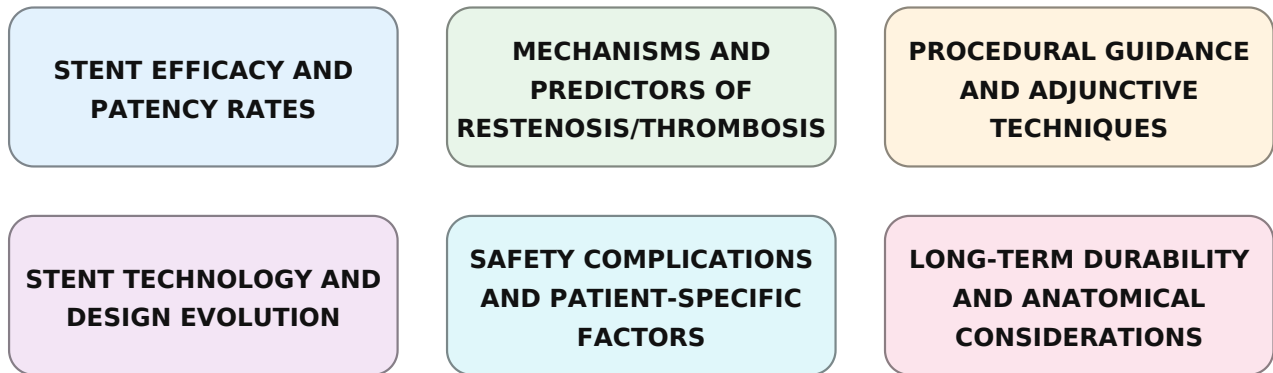 STENT EFFICACY AND
PATENCY RATES
MECHANISMS AND
PREDICTORS OF
RESTENOSIS/THROMBOSIS
PROCEDURAL GUIDANCE
AND ADJUNCTIVE
TECHNIQUES
STENT TECHNOLOGY AND
DESIGN EVOLUTION
SAFETY COMPLICATIONS
AND PATIENT-SPECIFIC
FACTORS
LONG-TERM DURABILITY
AND ANATOMICAL
CONSIDERATIONS